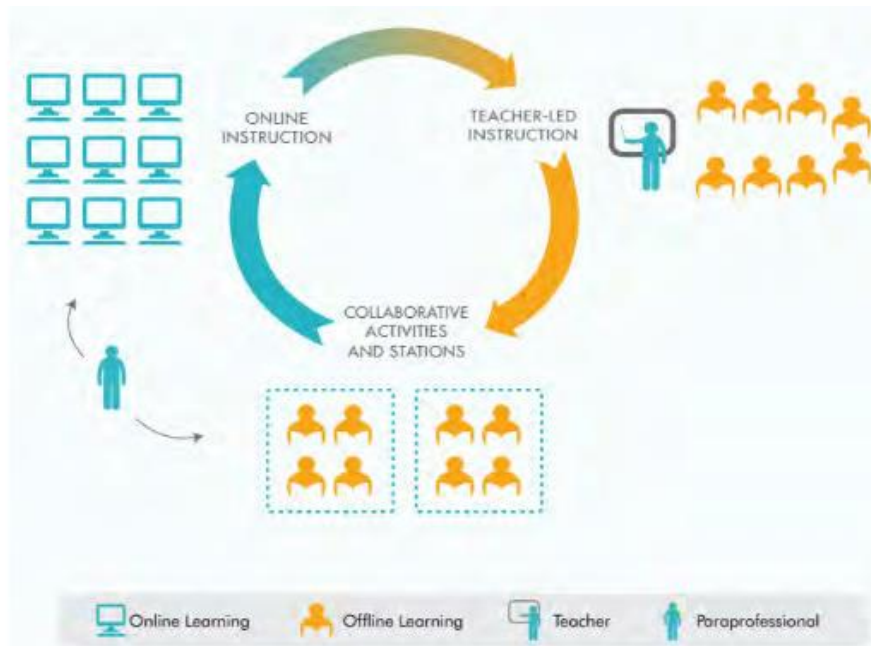 ONLINE
INSTRUCTION
TEACHER-LED
INSTRUCTION
COLLABORATIVE
ACTIVITIES
AND STATIONS
Online Learning
Offline Learning
Teacher
Paraprofessional